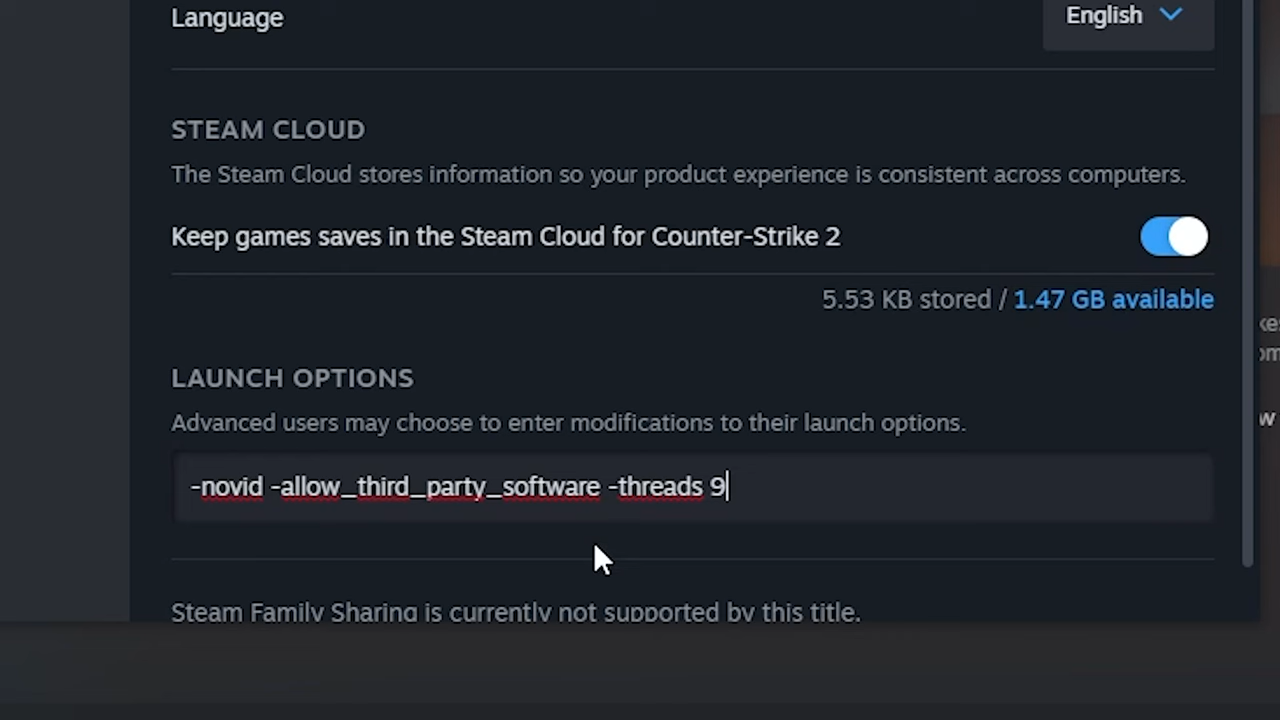 Language
English
STEAM CLOUD
The Steam Cloud stores information so your product experience is consistent across computers.
Keep games saves in the Steam Cloud for Counter-Strike 2
5.53 KB stored / 1.47 GB available
LAUNCH OPTIONS
Advanced users may choose to enter modifications to their launch options.
-novid -allow_third_party_software -threads 9
Steam Family Sharing is currently not supported by this title.